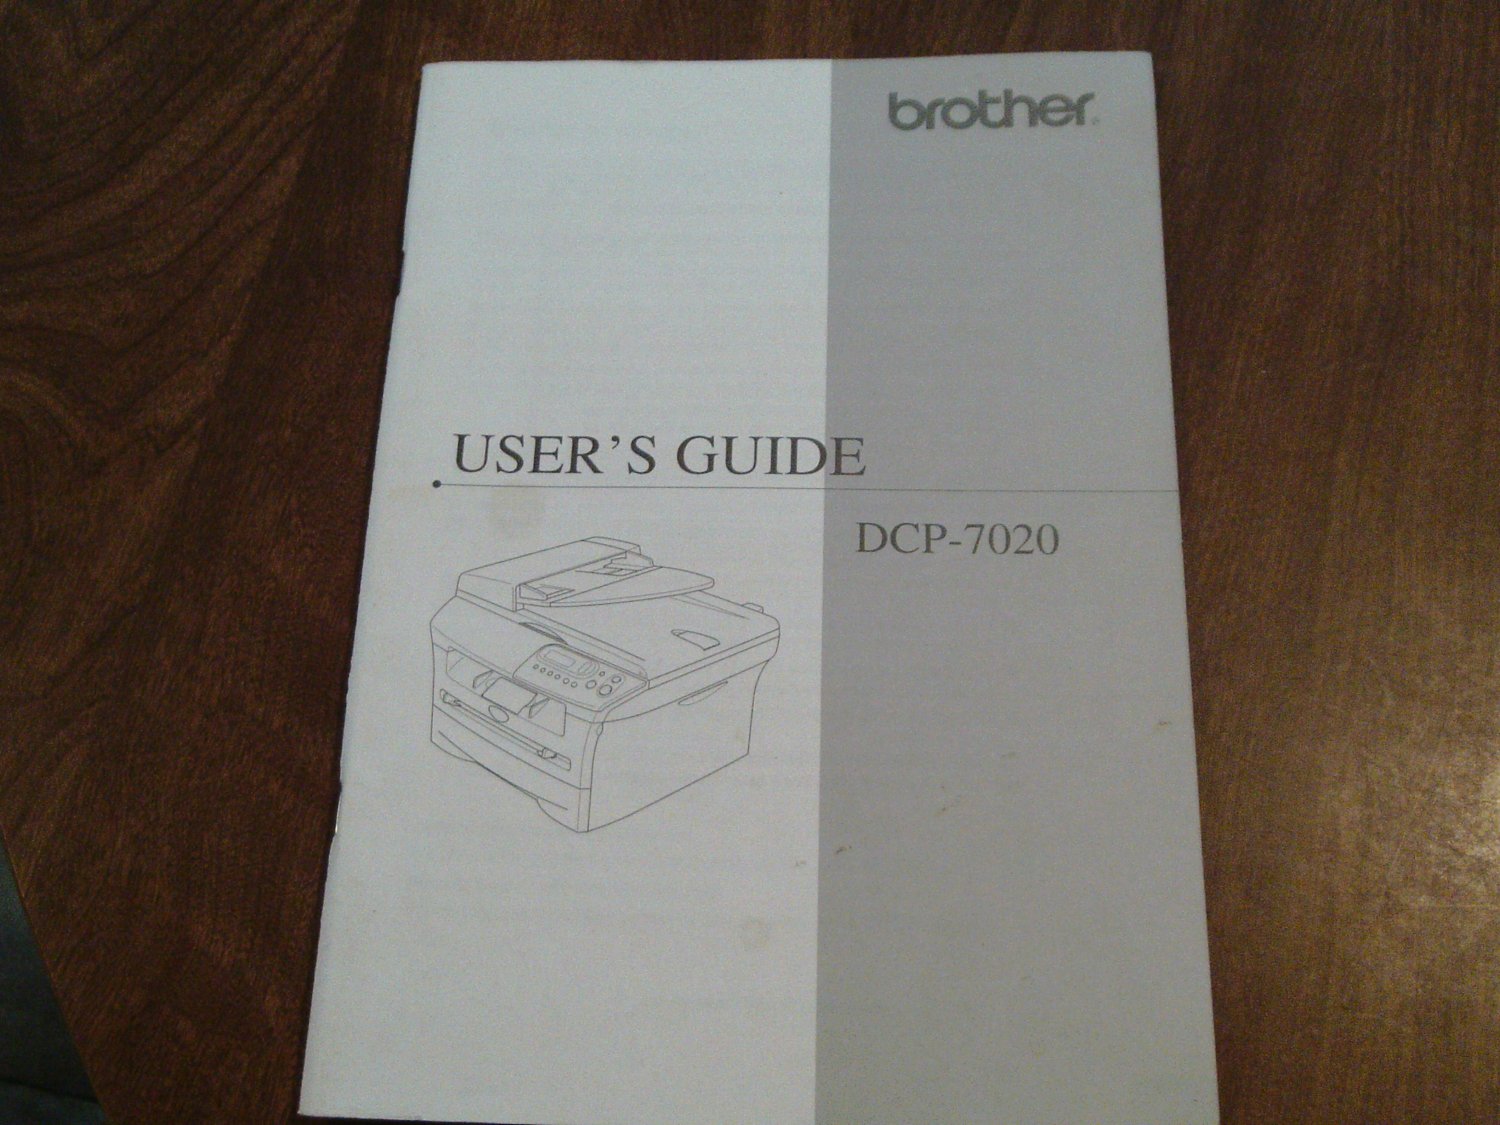 brother®
USER'S GUIDE
DCP-7020